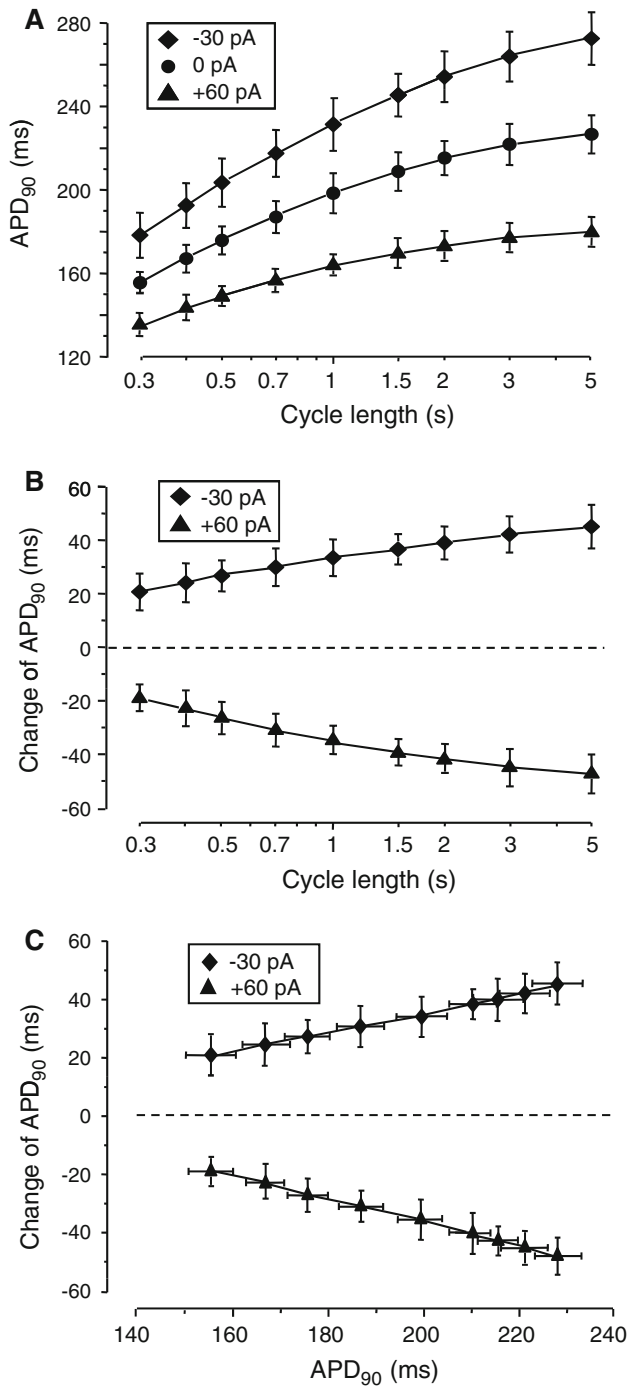 A
-30 pA
0 pA
+60 pA
APD90 (ms)
280
240
200
160
120
0.3 0.5 0.7 1 1.5 2 3 5
Cycle length (s)
B
-30 pA
+60 pA
Change of APD90 (ms)
60
40
20
0
-20
-40
-60
0.3 0.5 0.7 1 1.5 2 3 5
Cycle length (s)
C
-30 pA
+60 pA
Change of APD90 (ms)
60
40
20
0
-20
-40
-60
140 160 180 200 220 240
APD90 (ms)